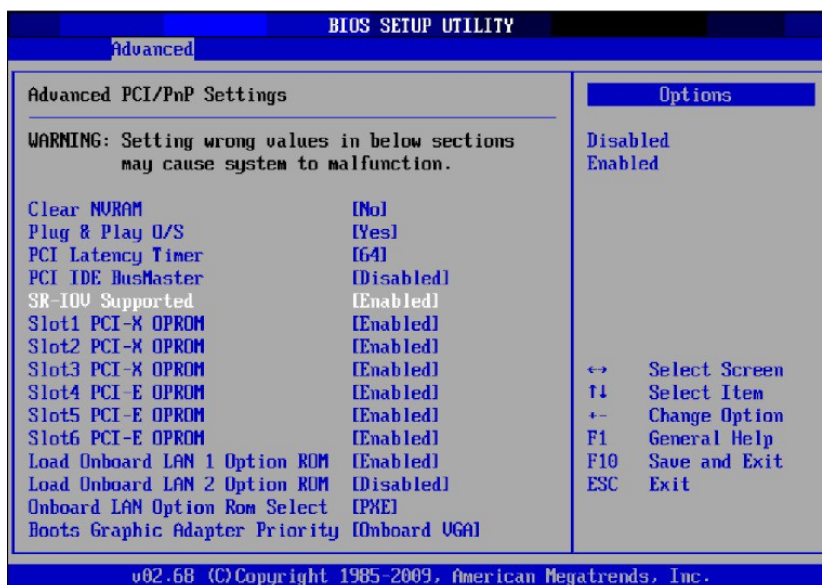 BIOS SETUP UTILITY
Advanced
Advanced PCI/PnP Settings
WARNING: Setting wrong values in below sections
may cause system to malfunction.
Clear NVRAM [No]
Plug & Play O/S [Yes]
PCI Latency Timer [64]
PCI IDE BusMaster [Disabled]
SR-IOV Supported [Enabled]
Slot1 PCI-X OPROM [Enabled]
Slot2 PCI-X OPROM [Enabled]
Slot3 PCI-X OPROM [Enabled]
Slot4 PCI-E OPROM [Enabled]
Slot5 PCI-E OPROM [Enabled]
Slot6 PCI-E OPROM [Enabled]
Load Onboard LAN 1 Option ROM [Enabled]
Load Onboard LAN 2 Option ROM [Disabled]
Onboard LAN Option Rom Select [PXE]
Boots Graphic Adapter Priority [Onboard VGA]
Options
Disabled
Enabled
↔ Select Screen
↑↓ Select Item
+- Change Option
F1 General Help
F10 Save and Exit
ESC Exit
v02.68 (C)Copyright 1985-2009, American Megatrends, Inc.